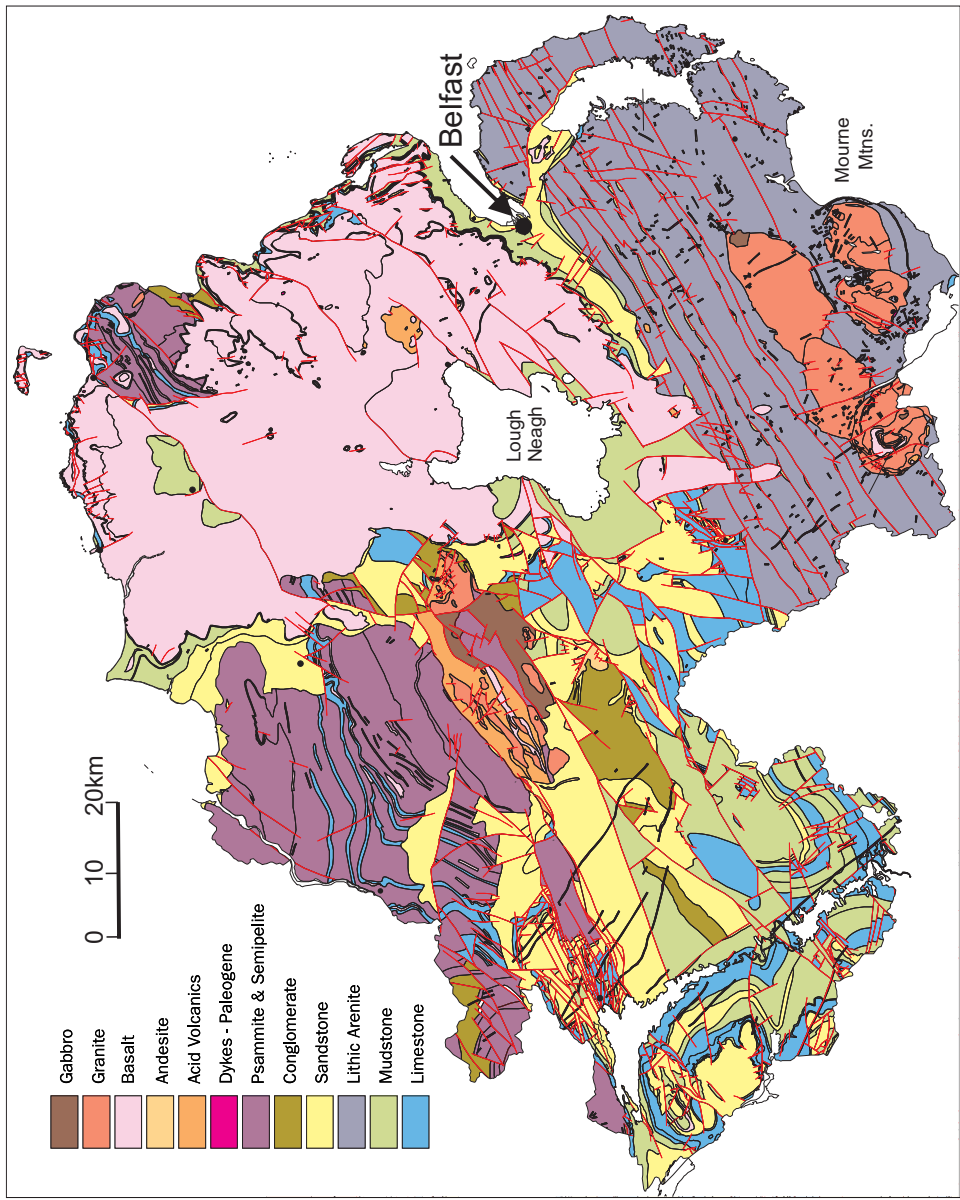 Belfast
Lough
Neagh
Mourne
Mtns.
0 10 20km
Gabbro
Granite
Basalt
Andesite
Acid Volcanics
Dykes - Paleogene
Psammite & Semipelite
Conglomerate
Sandstone
Lithic Arenite
Mudstone
Limestone